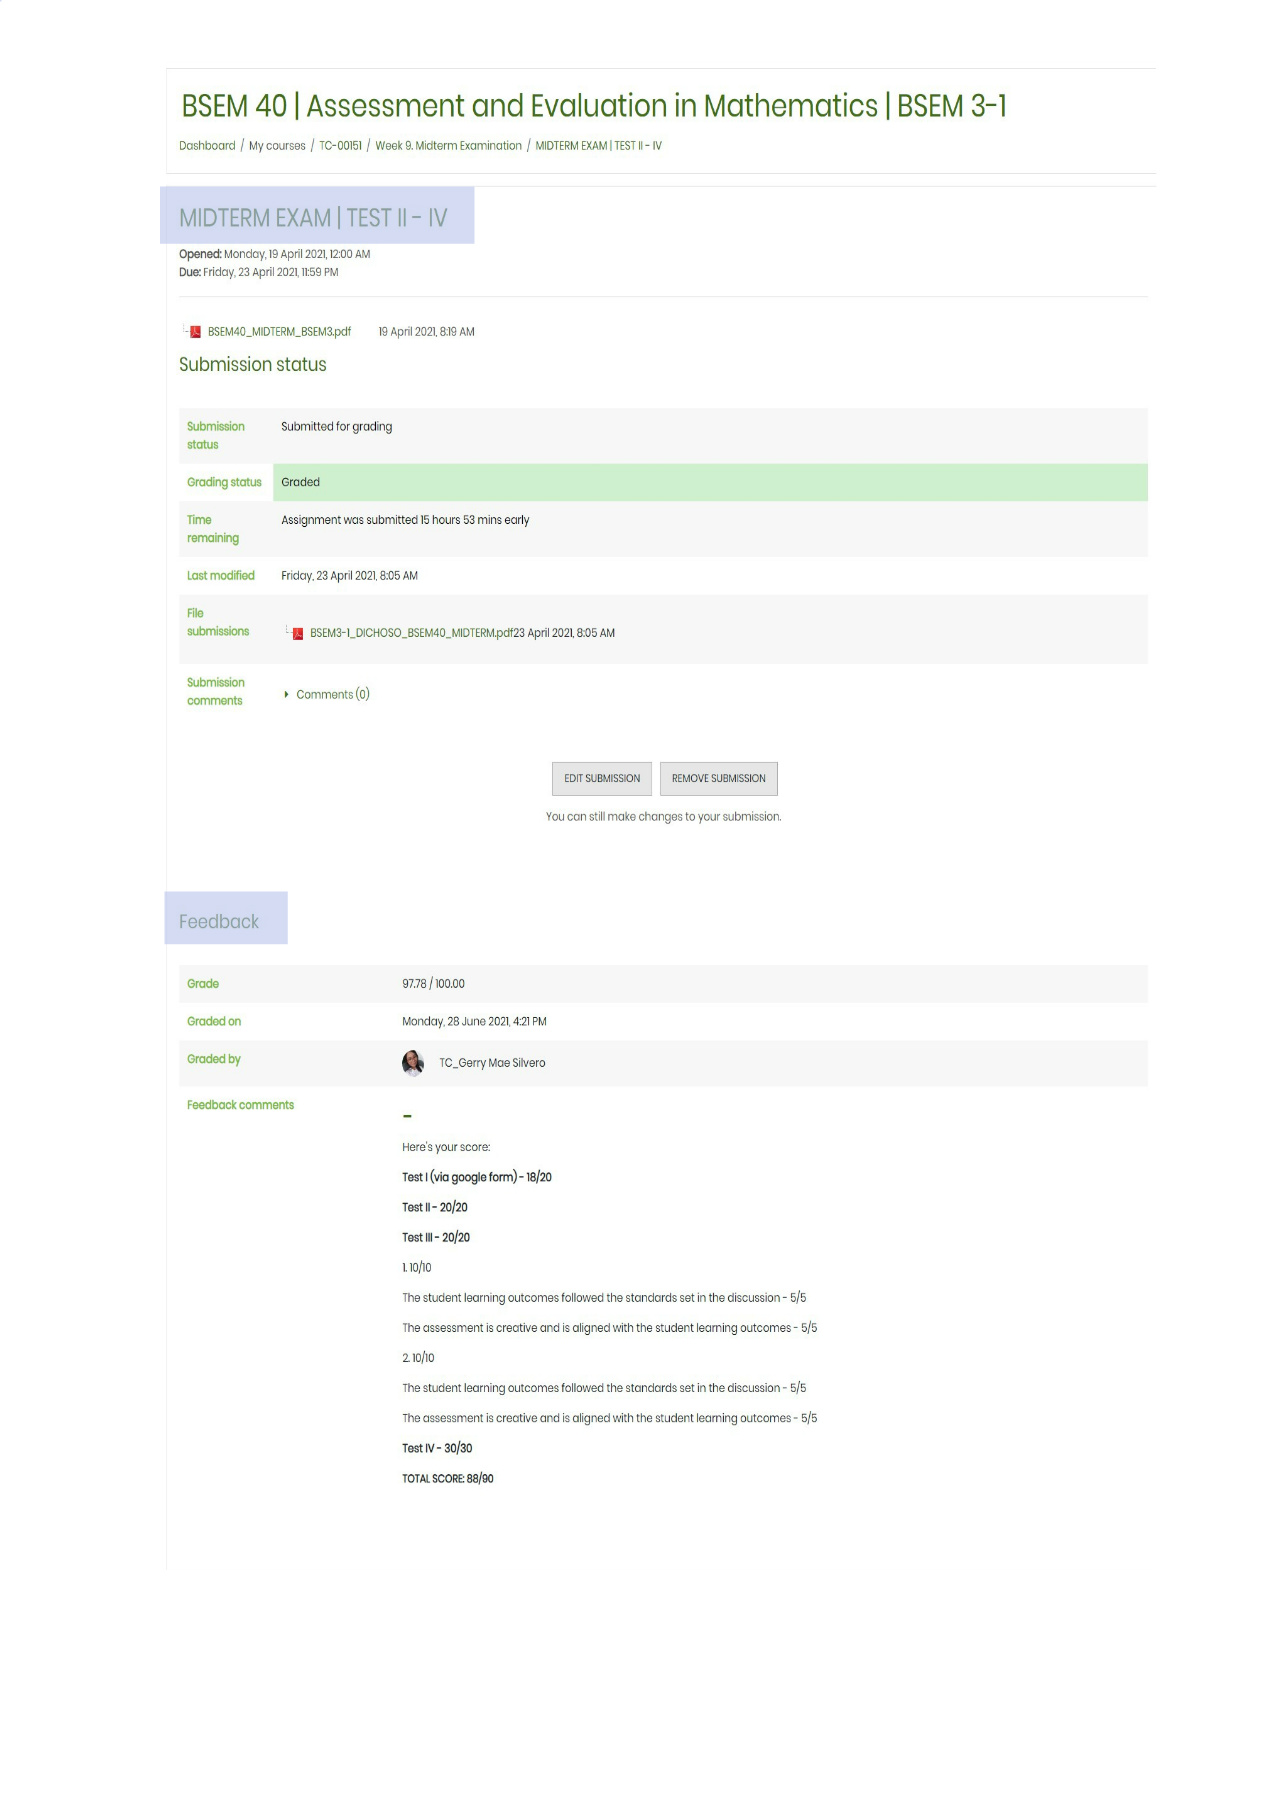 BSEM 40 | Assessment and Evaluation in Mathematics | BSEM 3-1
Dashboard / My courses / TC-00151 / Week 9. Midterm Examination / MIDTERM EXAM | TEST II - IV
MIDTERM EXAM | TEST II - IV
Opened: Monday, 19 April 2021, 12:00 AM
Due: Friday, 23 April 2021, 11:59 PM
BSEM40_MIDTERM_BSEM3.pdf 19 April 2021, 8:19 AM
Submission status
Submission status Submitted for grading
Grading status Graded
Time remaining Assignment was submitted 15 hours 53 mins early
Last modified Friday, 23 April 2021, 8:05 AM
File submissions BSEM3-1_DICHOSO_BSEM40_MIDTERM.pdf23 April 2021, 8:05 AM
Submission comments Comments (0)
EDIT SUBMISSION REMOVE SUBMISSION
You can still make changes to your submission.
Feedback
Grade 97.78 / 100.00
Graded on Monday, 28 June 2021, 4:21 PM
Graded by TC_Gerry Mae Silvero
Feedback comments
Here's your score:
Test I (via google form) - 18/20
Test II - 20/20
Test III - 20/20
1. 10/10
The student learning outcomes followed the standards set in the discussion - 5/5
The assessment is creative and is aligned with the student learning outcomes - 5/5
2. 10/10
The student learning outcomes followed the standards set in the discussion - 5/5
The assessment is creative and is aligned with the student learning outcomes - 5/5
Test IV - 30/30
TOTAL SCORE: 88/90